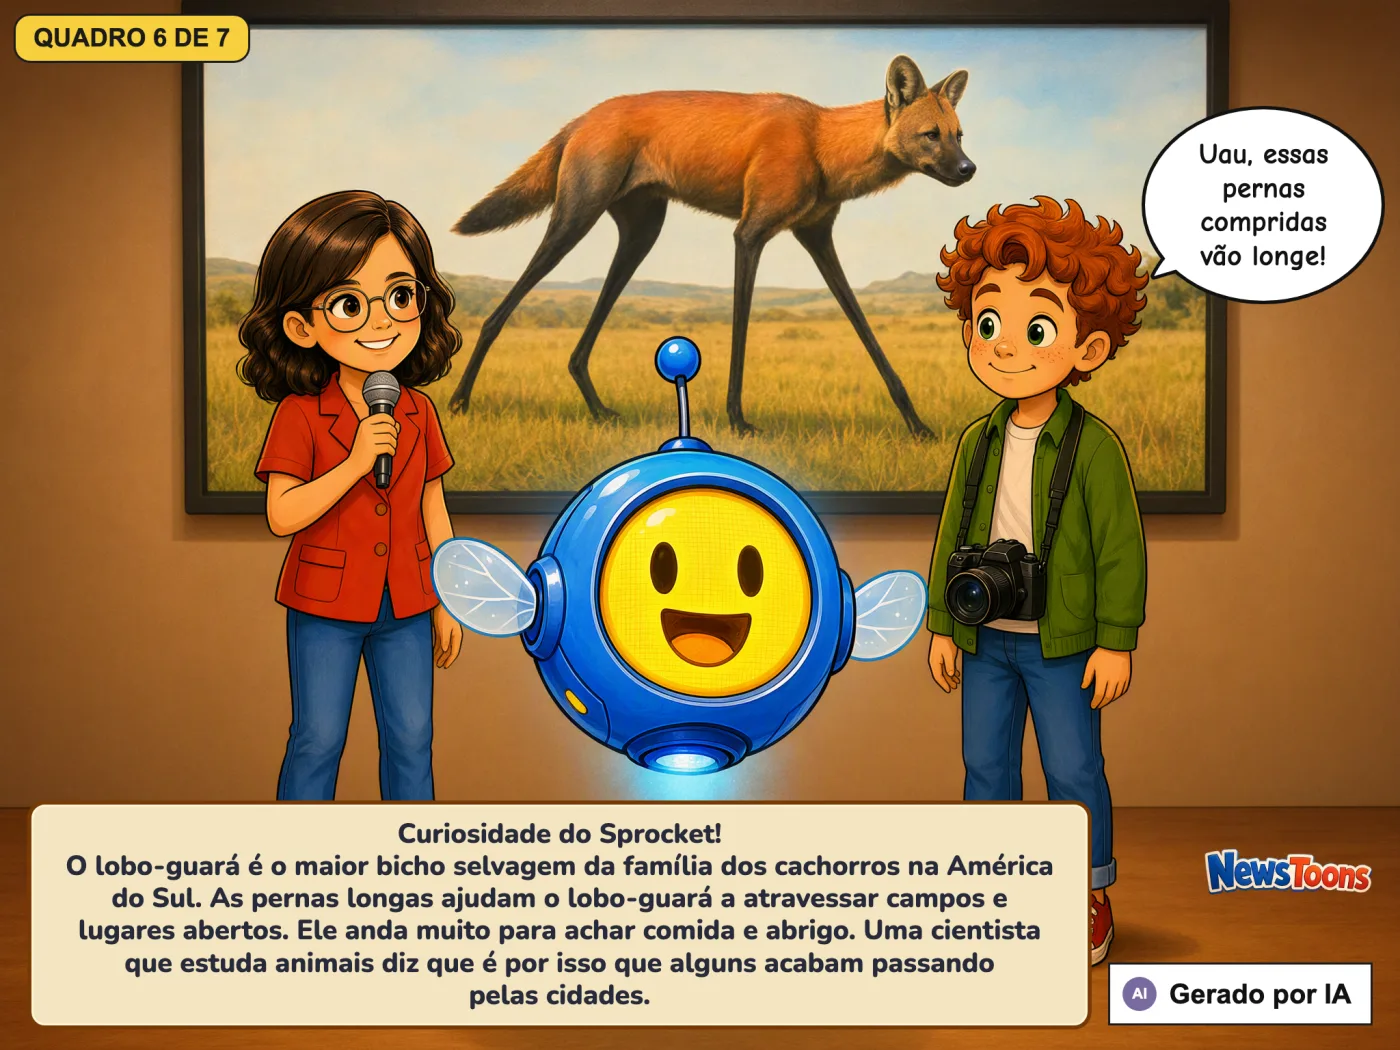 QUADRO 6 DE 7
Uau, essas
pernas
compridas
vão longe!
Curiosidade do Sprocket!
O lobo-guará é o maior bicho selvagem da família dos cachorros na América
do Sul. As pernas longas ajudam o lobo-guará a atravessar campos e
lugares abertos. Ele anda muito para achar comida e abrigo. Uma cientista
que estuda animais diz que é por isso que alguns acabam passando
pelas cidades.
NewsToons
AI Gerado por IA